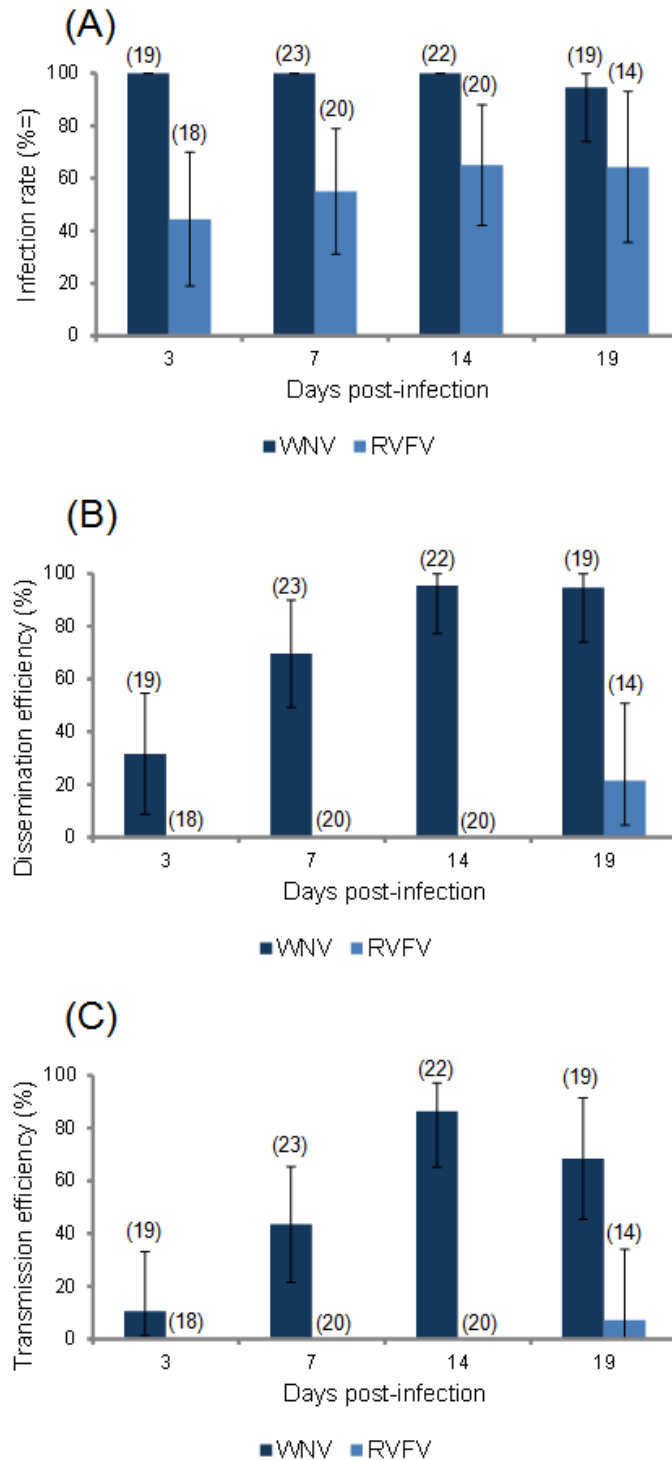 (A)
(19) (23) (22) (19)
(18) (20) (20) (14)
Infection rate (%=)
100
80
60
40
20
0
3 7 14 19
Days post-infection
WNV RVFV
(B)
(19) (23) (22) (19)
(18) (20) (20) (14)
Dissemination efficiency (%)
100
80
60
40
20
0
3 7 14 19
Days post-infection
WNV RVFV
(C)
(19) (23) (22) (19)
(18) (20) (20) (14)
Transmission efficiency (%)
100
80
60
40
20
0
3 7 14 19
Days post-infection
WNV RVFV